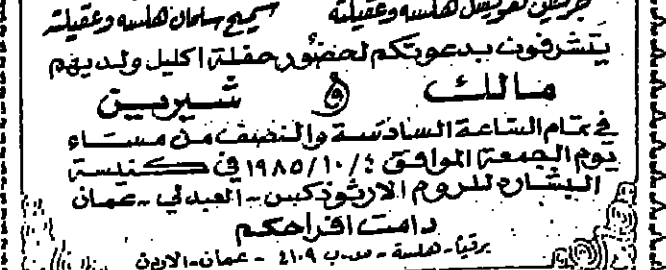 جريس لغويس هلسه وعقيلته
سميح سلمان هلسه وعقيلته
يتشرفون بدعوتكم لحضور حفلة اكليل ولديهم
مالك و شيرين
في تمام الساعة السادسة والنصف من مساء
يوم الجمعة الموافق ٤/١٠/١٩٨٥ في كنيسة
البشارة للروم الارثوذكس - العبدلي - عمان
دامت افراحكم
برقياً - هلسة - ص.ب ٤١٠٩ - عمان - الاردن